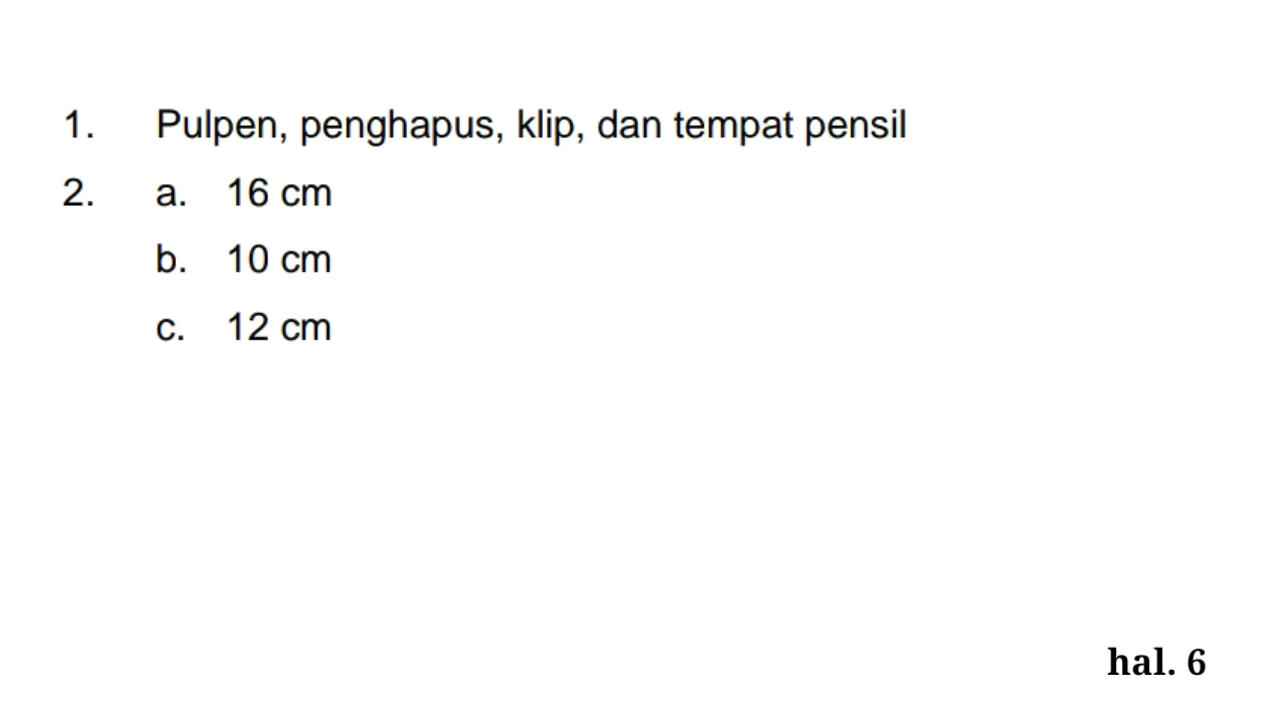 1. Pulpen, penghapus, klip, dan tempat pensil
2. a. 16 cm
b. 10 cm
c. 12 cm
hal. 6